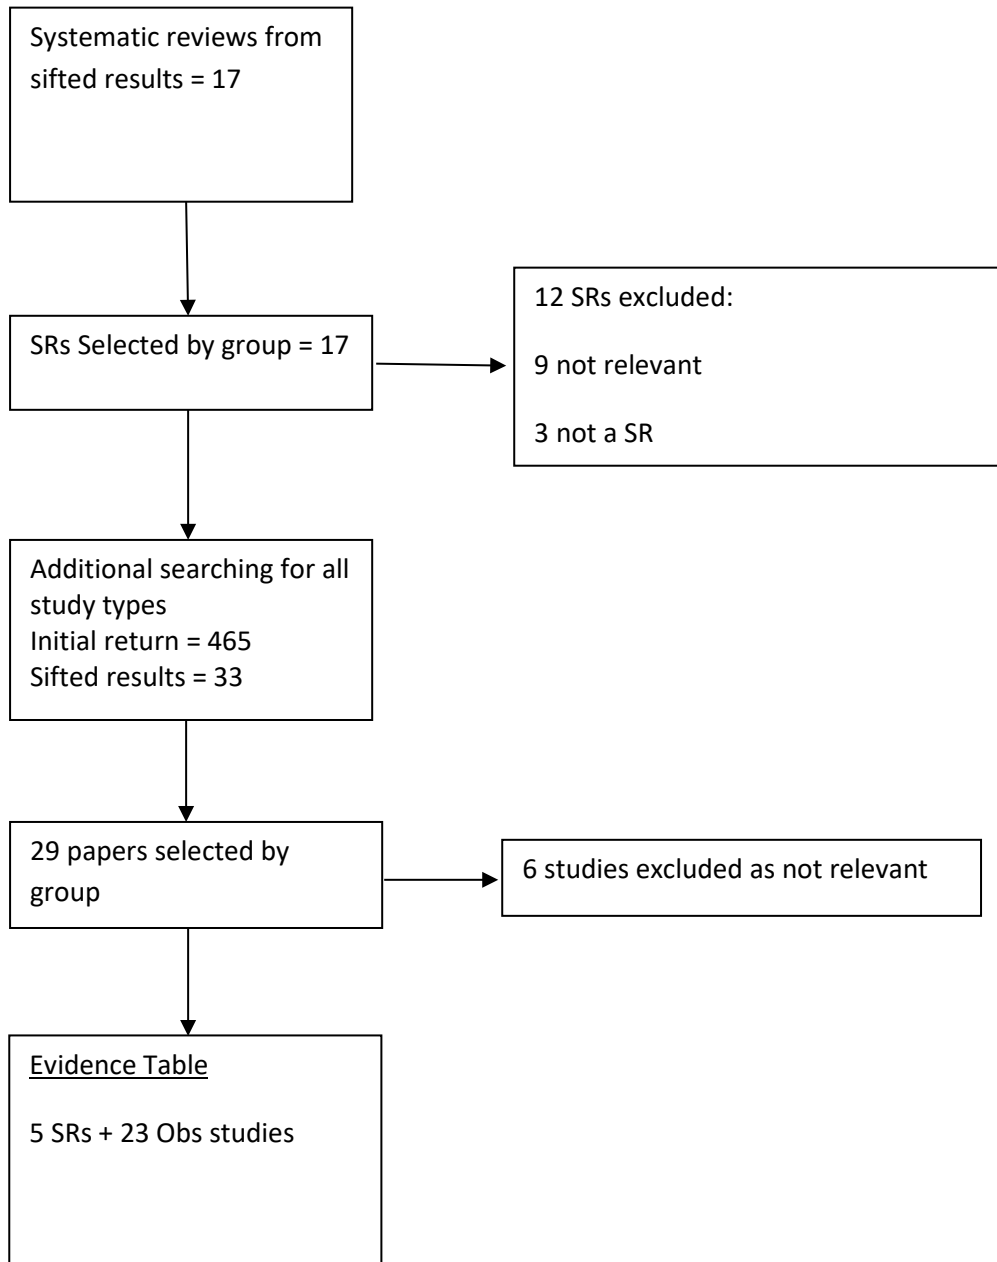 Systematic reviews from
sifted results = 17
SRs Selected by group = 17
12 SRs excluded:
9 not relevant
3 not a SR
Additional searching for all
study types
Initial return = 465
Sifted results = 33
29 papers selected by
group
6 studies excluded as not relevant
Evidence Table
5 SRs + 23 Obs studies